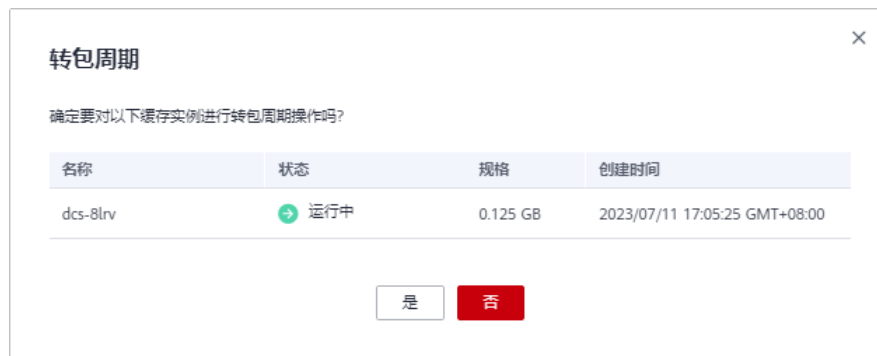 转包周期
确定要对以下缓存实例进行转包周期操作吗?
名称 状态 规格 创建时间
dcs-8lrv 运行中 0.125 GB 2023/07/11 17:05:25 GMT+08:00
是 否